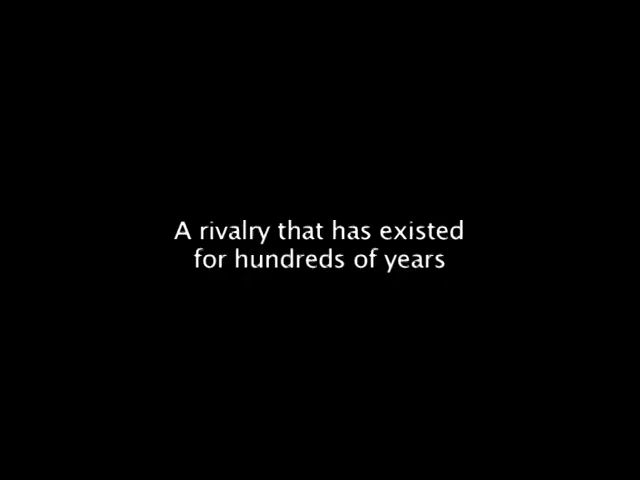 A rivalry that has existed
for hundreds of years